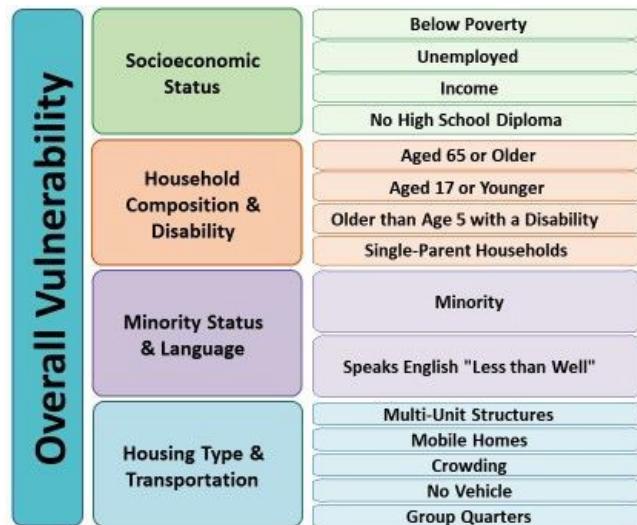 Overall Vulnerability
Socioeconomic
Status
Below Poverty
Unemployed
Income
No High School Diploma
Household
Composition &
Disability
Aged 65 or Older
Aged 17 or Younger
Older than Age 5 with a Disability
Single-Parent Households
Minority Status
& Language
Minority
Speaks English "Less than Well"
Housing Type &
Transportation
Multi-Unit Structures
Mobile Homes
Crowding
No Vehicle
Group Quarters